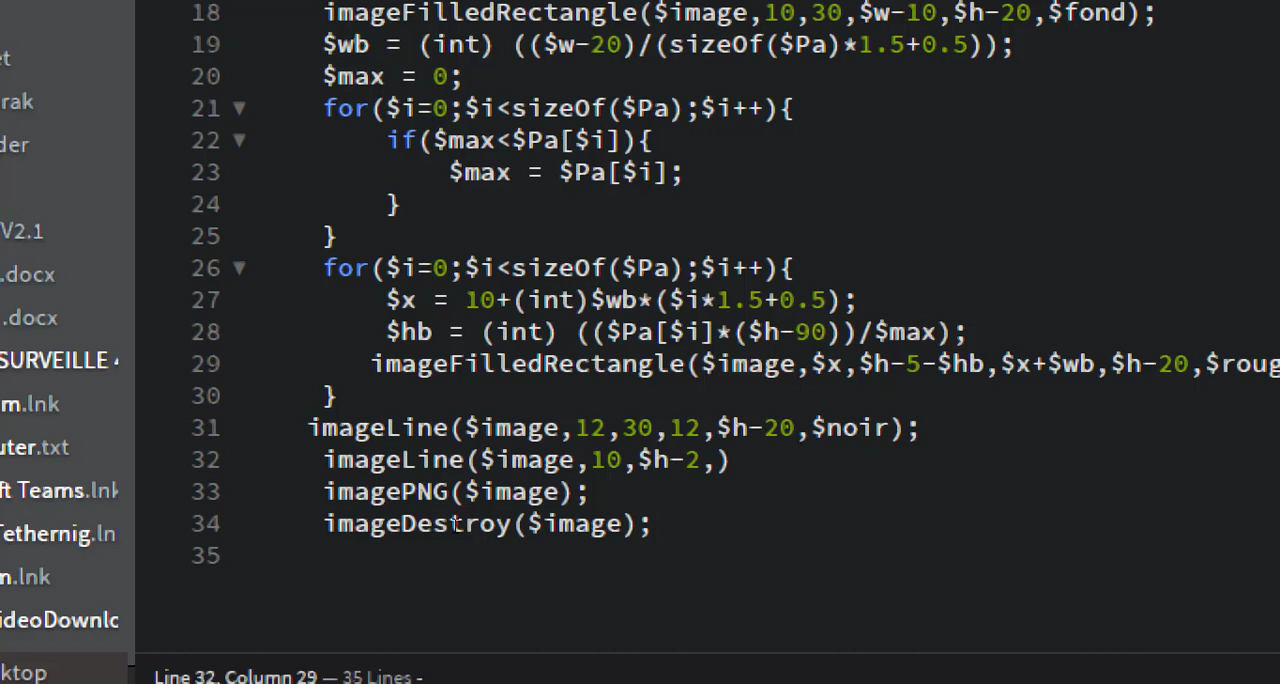 18 imageFilledRectangle($image,10,30,$w-10,$h-20,$fond);
et
19 $wb = (int) (($w-20)/(sizeOf($Pa)*1.5+0.5));
20 $max = 0;
rak
21 ▼ for($i=0;$i<sizeOf($Pa);$i++){
der
22 ▼ if($max<$Pa[$i]){
23 $max = $Pa[$i];
24 }
V2.1
25 }
.docx
26 ▼ for($i=0;$i<sizeOf($Pa);$i++){
27 $x = 10+(int)$wb*($i*1.5+0.5);
.docx
28 $hb = (int) (($Pa[$i]*($h-90))/$max);
SURVEILLE
29 imageFilledRectangle($image,$x,$h-5-$hb,$x+$wb,$h-20,$roug
30 }
m.lnk
31 imageLine($image,12,30,12,$h-20,$noir);
uter.txt
32 imageLine($image,10,$h-2,)
ft Teams.lnk
33 imagePNG($image);
Tethernig.ln
34 imageDestroy($image);
35
n.lnk
ideoDownlo
ktop
Line 32, Column 29 — 35 Lines -